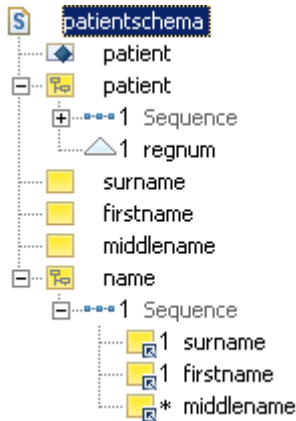 S patientschema
patient
patient
1 Sequence
1 regnum
surname
firstname
middlename
name
1 Sequence
1 surname
1 firstname
* middlename